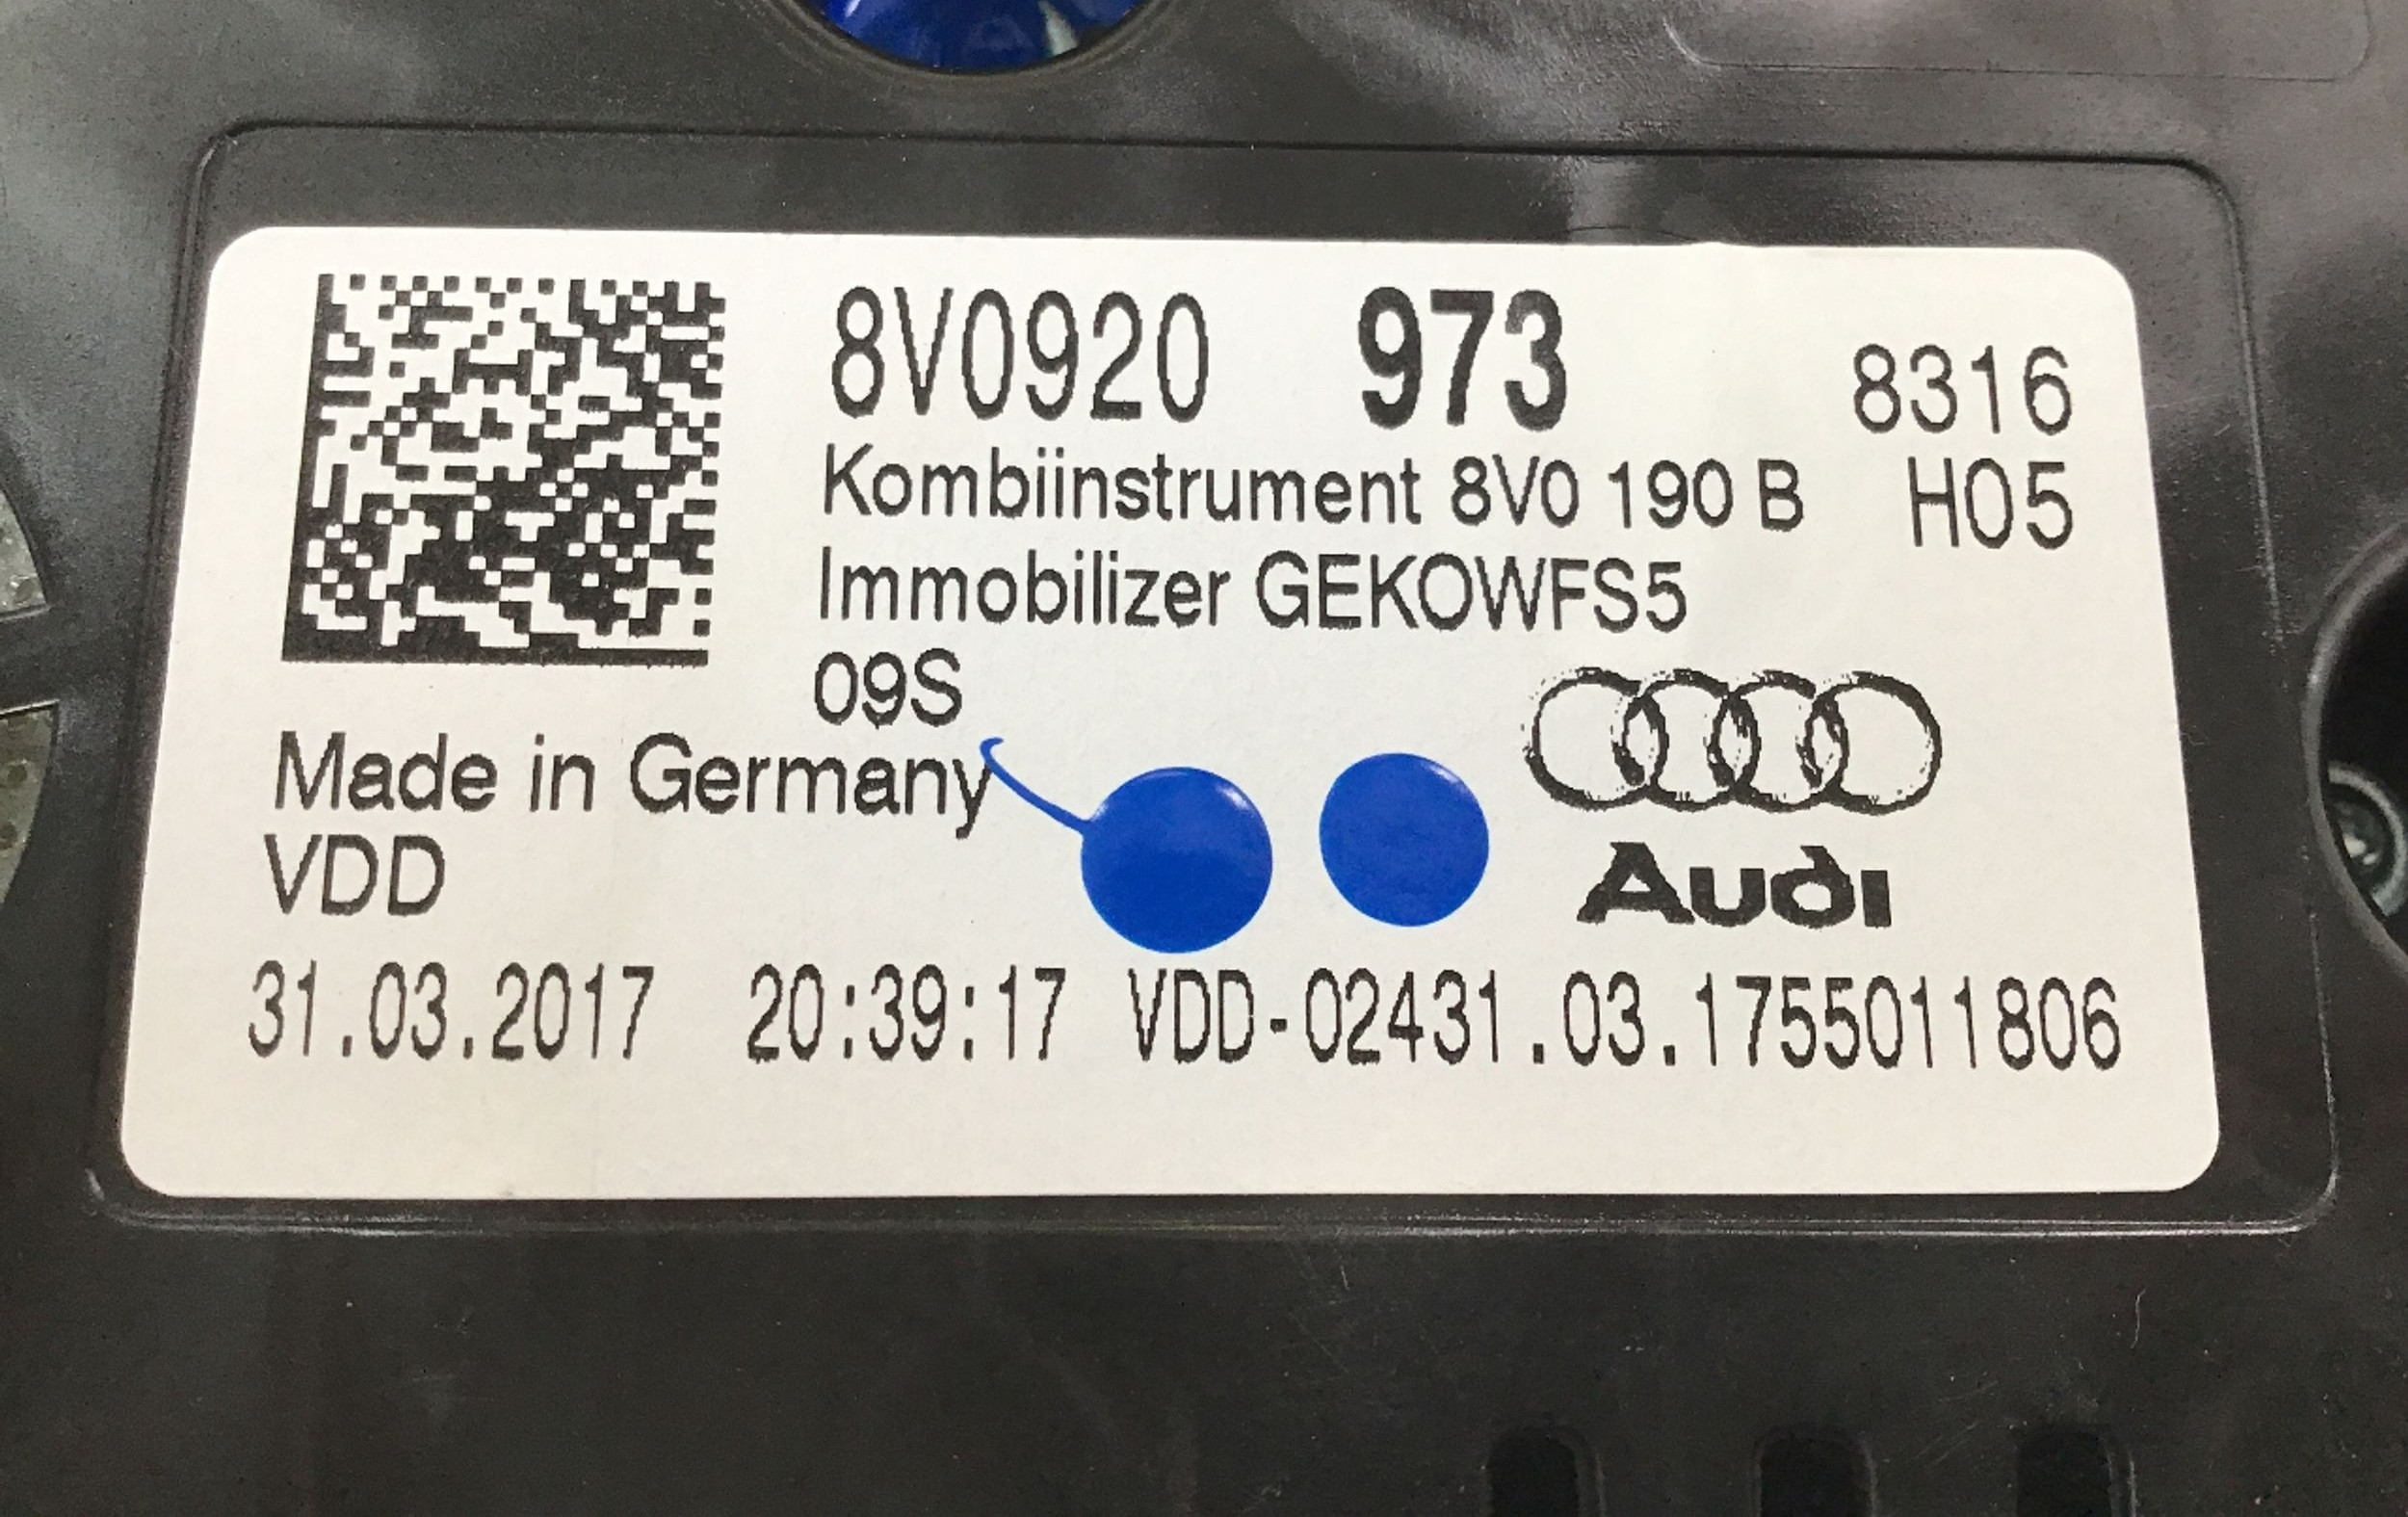 8V0920 973 8316
Kombiinstrument 8V0 190 B H05
Immobilizer GEKOWFS5
09S
Made in Germany
VDD
Audi
31.03.2017 20:39:17 VDD-02431.03.1755011806